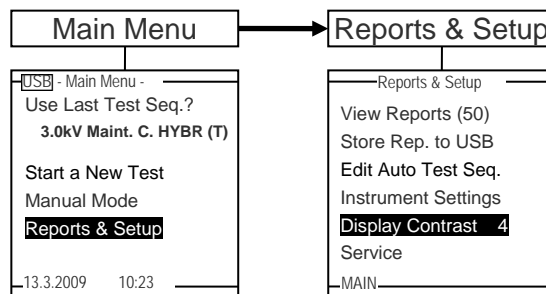 Main Menu
Reports & Setup
USB - Main Menu -
Use Last Test Seq.?
3.0kV Maint. C. HYBR (T)
Start a New Test
Manual Mode
Reports & Setup
13.3.2009 10:23
Reports & Setup
View Reports (50)
Store Rep. to USB
Edit Auto Test Seq.
Instrument Settings
Display Contrast 4
Service
MAIN